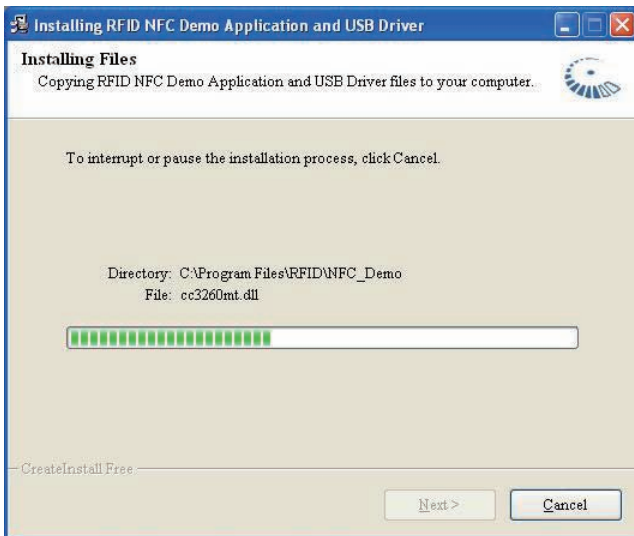 Installing RFID NFC Demo Application and USB Driver
Installing Files
Copying RFID NFC Demo Application and USB Driver files to your computer.
To interrupt or pause the installation process, click Cancel.
Directory: C:\Program Files\RFID\NFC_Demo
File: cc3260mt.dll
CreateInstall Free
Next >
Cancel